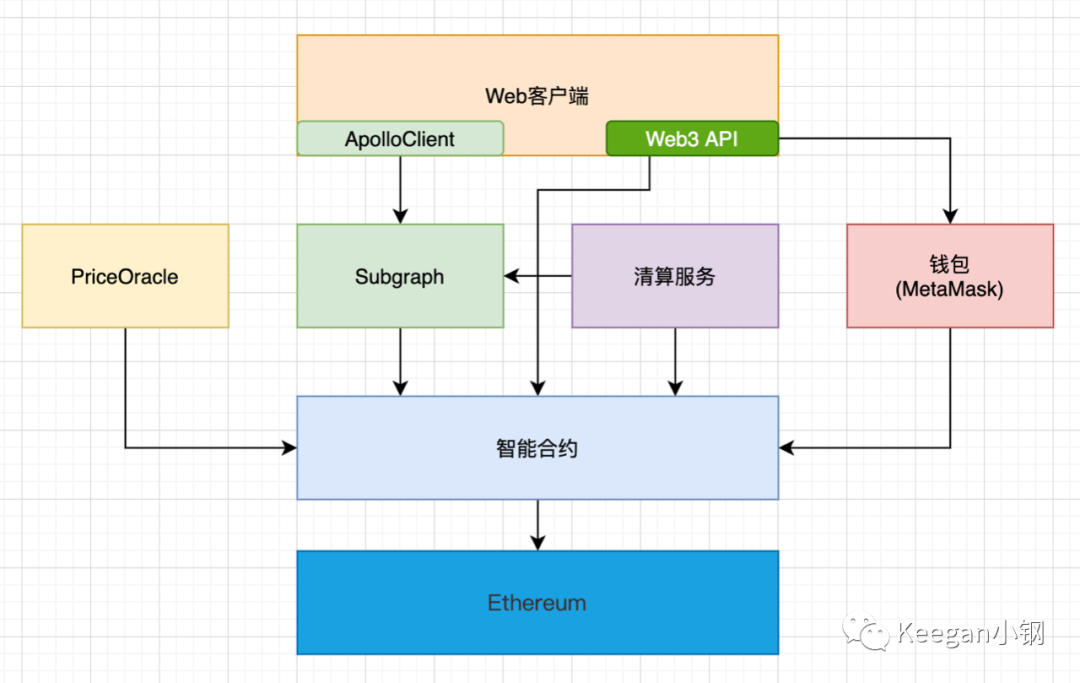 Web客户端
ApolloClient
Web3 API
PriceOracle
Subgraph
清算服务
钱包
(MetaMask)
智能合约
Ethereum
Keegan小钢